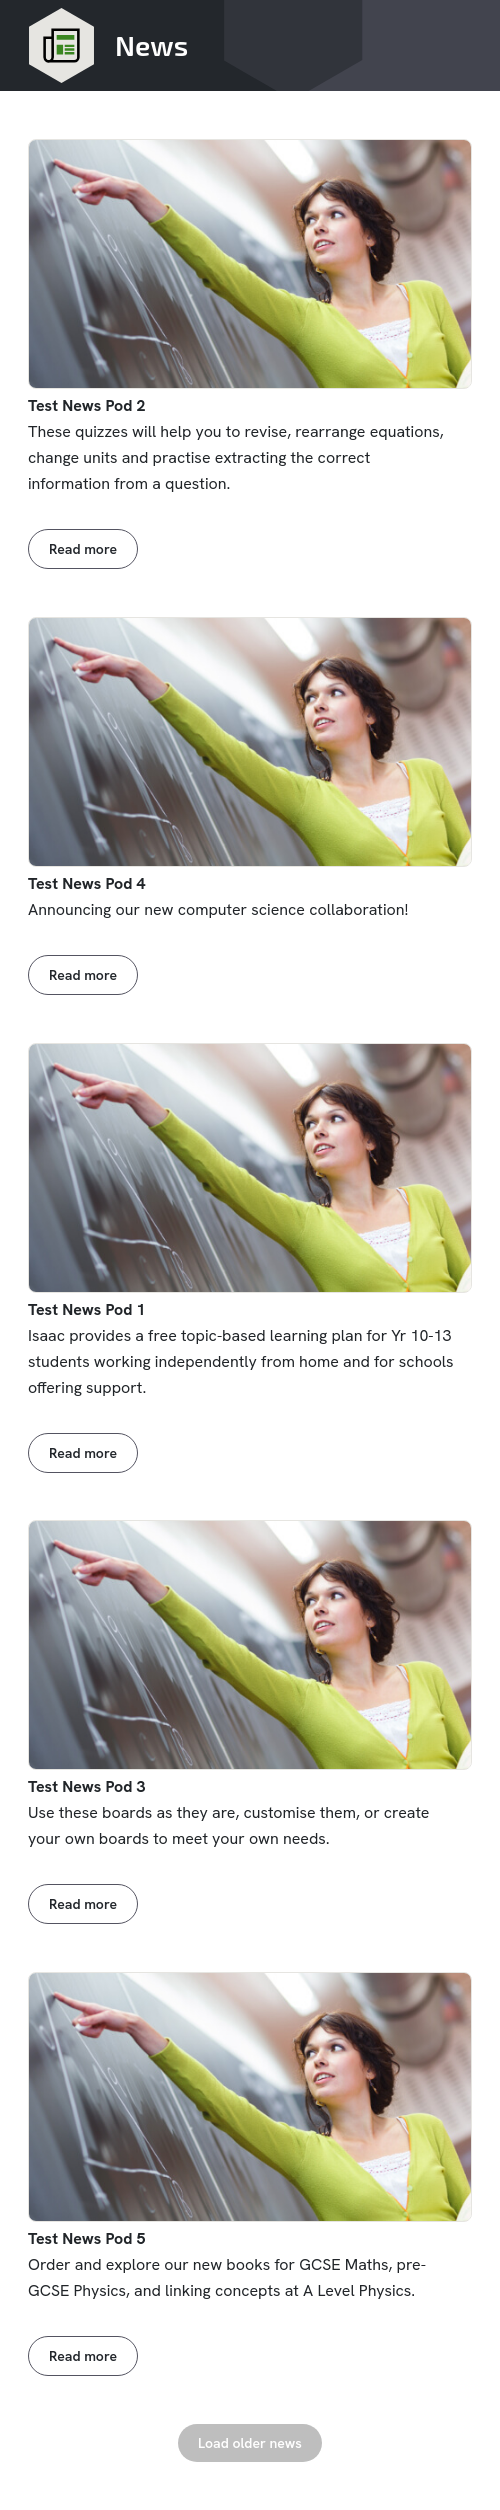 News
Test News Pod 2
These quizzes will help you to revise, rearrange equations,
change units and practise extracting the correct
information from a question.
Read more
Test News Pod 4
Announcing our new computer science collaboration!
Read more
Test News Pod 1
Isaac provides a free topic-based learning plan for Yr 10-13
students working independently from home and for schools
offering support.
Read more
Test News Pod 3
Use these boards as they are, customise them, or create
your own boards to meet your own needs.
Read more
Test News Pod 5
Order and explore our new books for GCSE Maths, pre-
GCSE Physics, and linking concepts at A Level Physics.
Read more
Load older news